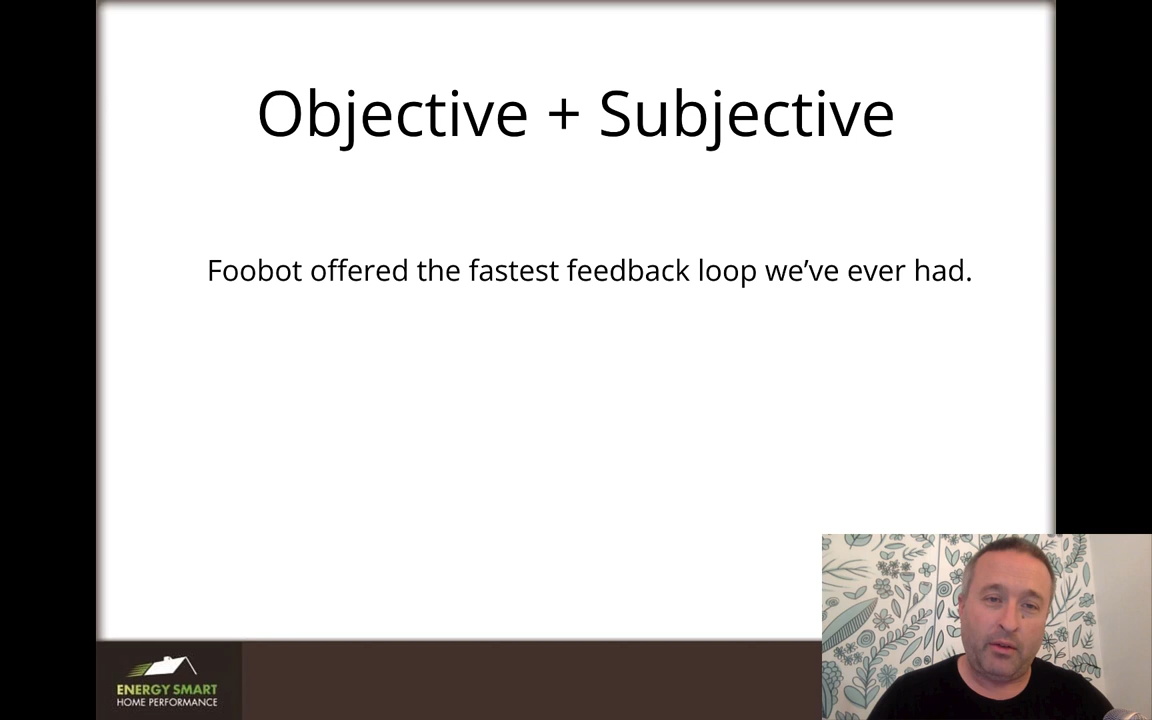 Objective + Subjective
Foobot offered the fastest feedback loop we’ve ever had.
ENERGY SMART
HOME PERFORMANCE